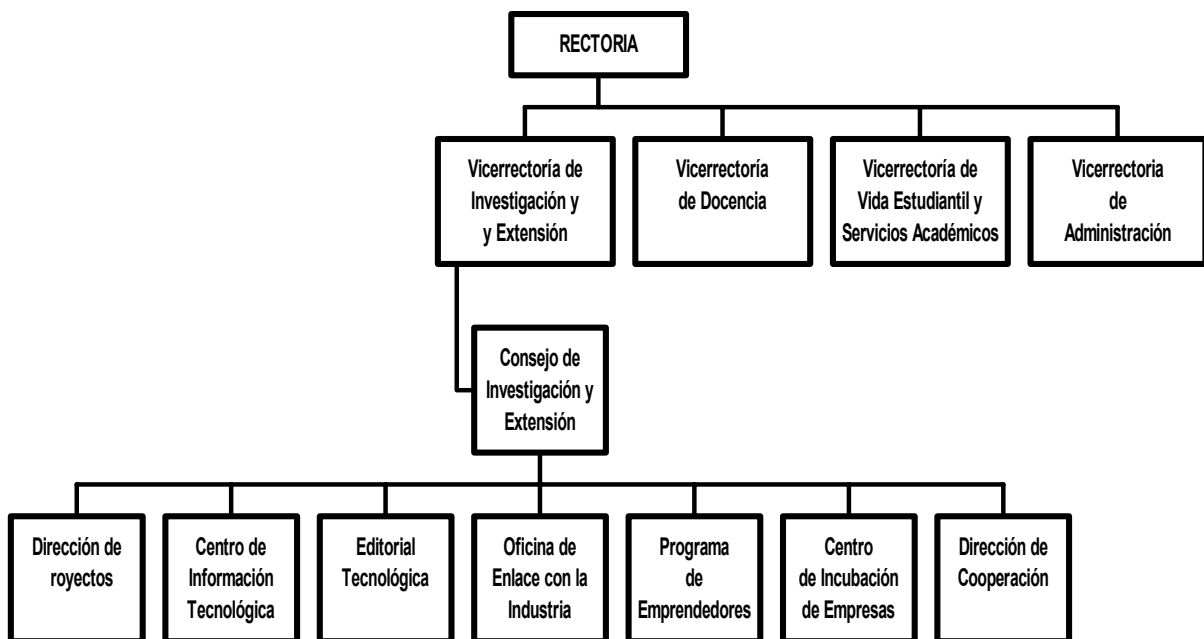 RECTORIA
Vicerrectoría de
Investigación y
y Extensión
Vicerrectoría
de Docencia
Vicerrectoría de
Vida Estudiantil y
Servicios Académicos
Vicerrectoria
de
Administración
Consejo de
Investigación y
Extensión
Dirección de
royectos
Centro de
Información
Tecnológica
Editorial
Tecnológica
Oficina de
Enlace con la
Industria
Programa
de
Emprendedores
Centro
de Incubación
de Empresas
Dirección de
Cooperación